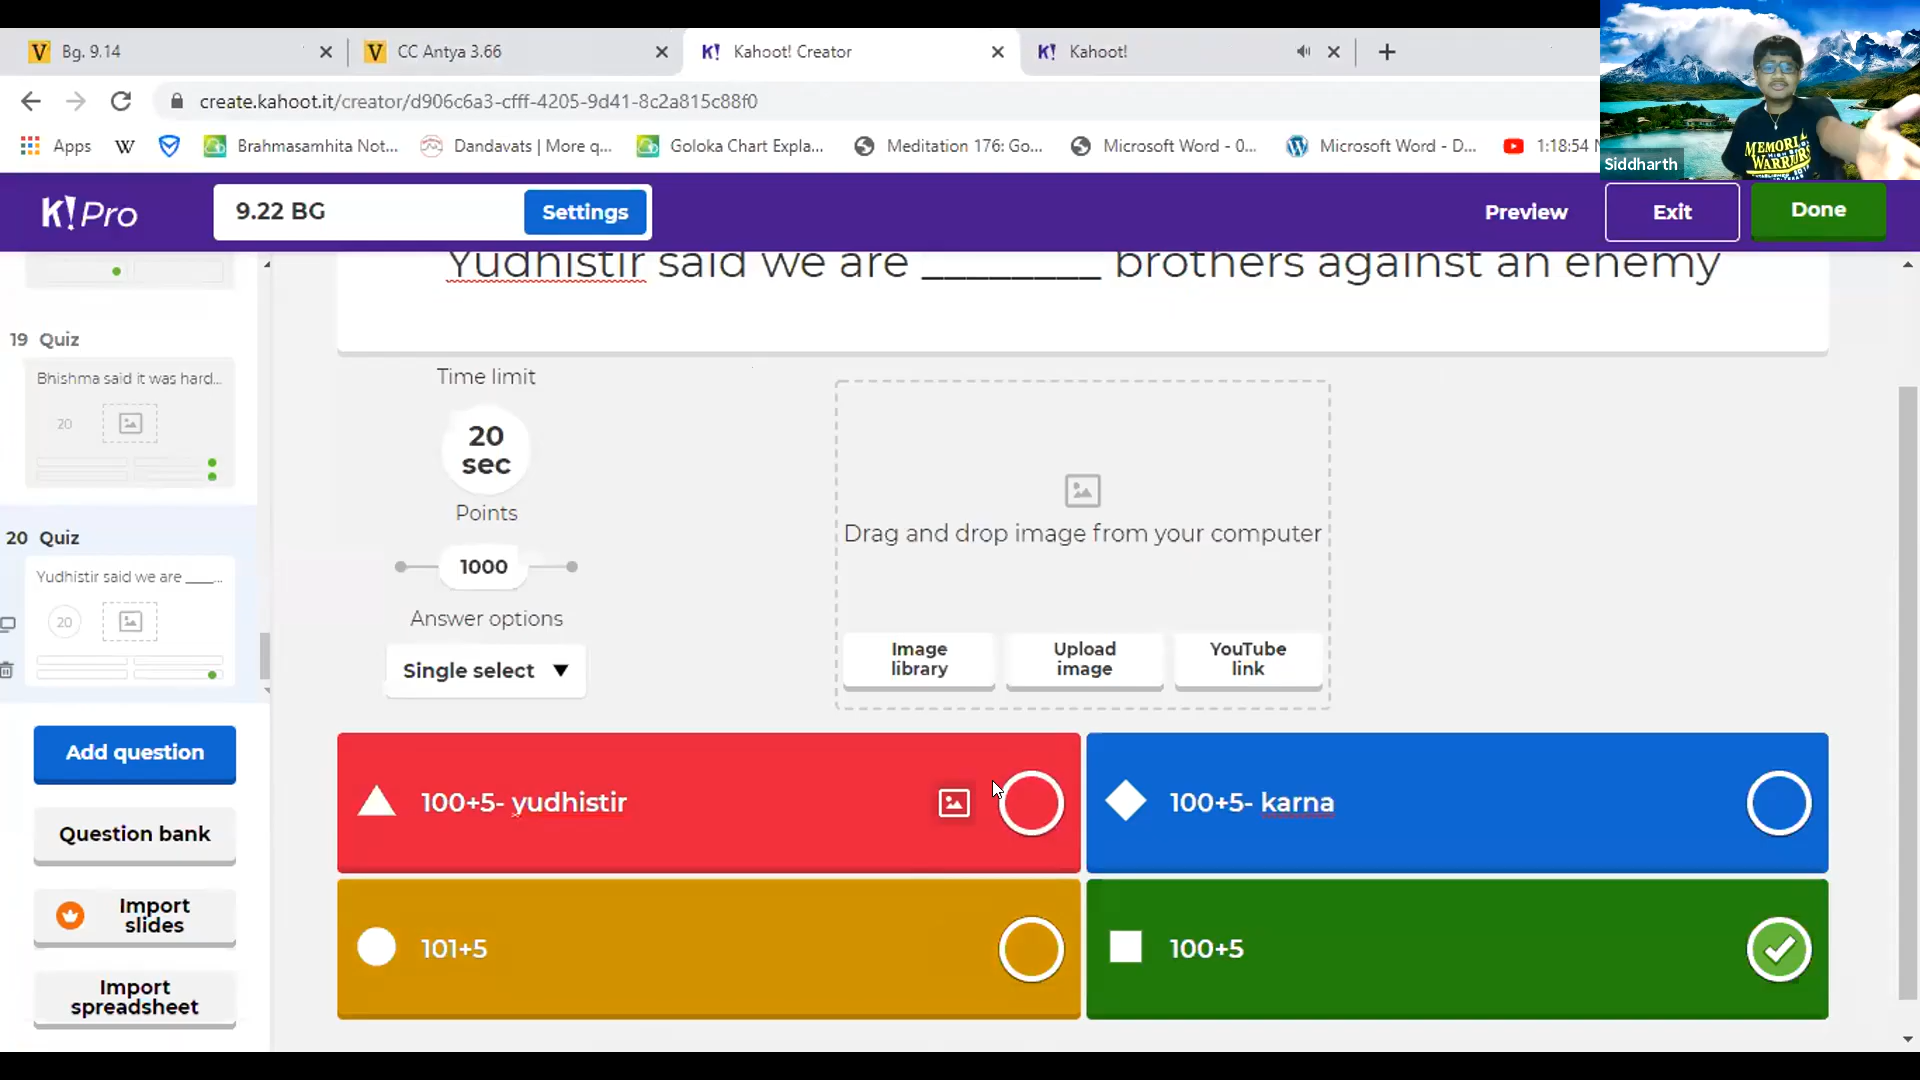 Bg. 9.14
CC Antya 3.66
K! Kahoot! Creator
K! Kahoot!
create.kahoot.it/creator/d906c6a3-cfff-4205-9d41-8c2a815c88f0
Apps
W
Brahmasamhita Not...
Dandavats | More q...
Goloka Chart Expla...
Meditation 176: Go...
Microsoft Word - 0...
Microsoft Word - D...
1:18:54
MEMORIAL
WARRIORS
Siddharth
K! Pro
9.22 BG
Settings
Preview
Exit
Done
Yudhistir said we are ________ brothers against an enemy
19 Quiz
Bhishma said it was hard...
20
20 Quiz
Yudhistir said we are ____...
20
Add question
Question bank
Import slides
Import spreadsheet
Time limit
20
sec
Points
1000
Answer options
Single select
Drag and drop image from your computer
Image
library
Upload
image
YouTube
link
100+5- yudhistir
100+5- karna
101+5
100+5